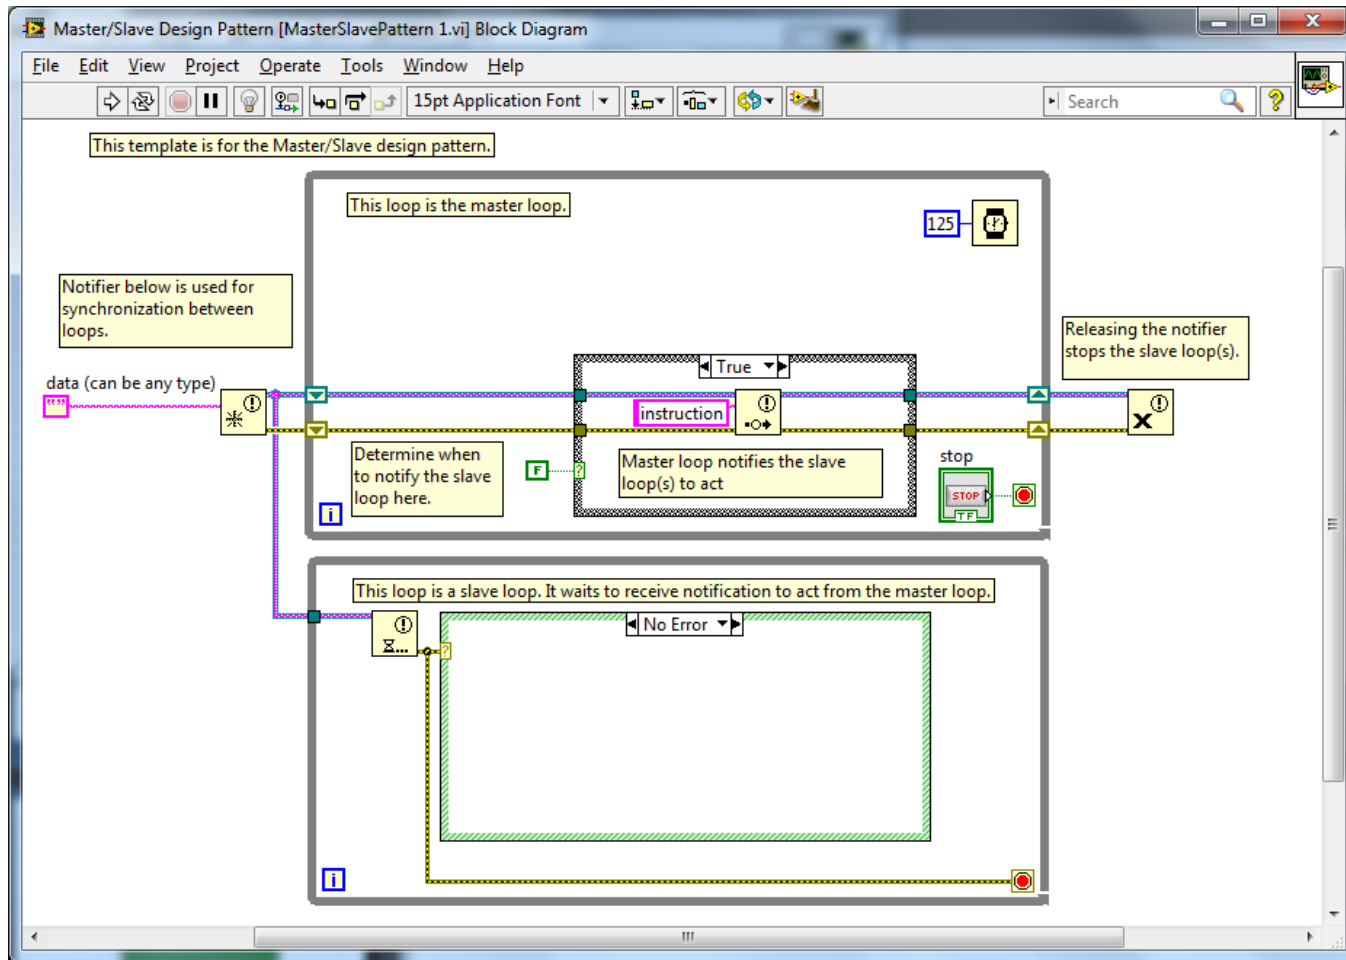 Master/Slave Design Pattern [MasterSlavePattern 1.vi] Block Diagram
File Edit View Project Operate Tools Window Help
15pt Application Font
Search
This template is for the Master/Slave design pattern.
This loop is the master loop.
125
Notifier below is used for
synchronization between
loops.
Releasing the notifier
stops the slave loop(s).
True
data (can be any type)
instruction
Determine when
to notify the slave
loop here.
F
Master loop notifies the slave
loop(s) to act
stop
STOP
TF
i
This loop is a slave loop. It waits to receive notification to act from the master loop.
No Error
i